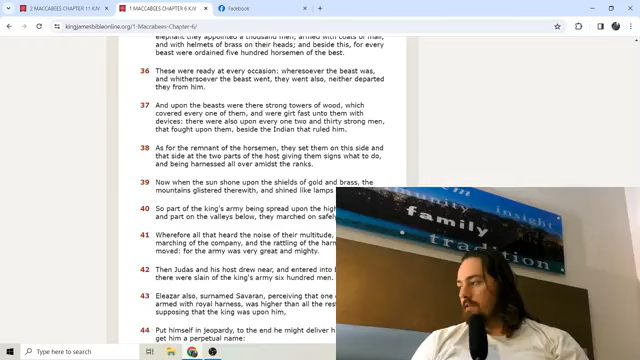 2 MACCABEES CHAPTER 11 KJV
1 MACCABEES CHAPTER 6 KJV
Facebook
kingjamesbibleonline.org/1-Maccabees-Chapter-6/
elephant they appointed a thousand men, armed with coats of mail,
and with helmets of brass on their heads; and beside this, for every
beast were ordained five hundred horsemen of the best.
36 These were ready at every occasion: wheresoever the beast was,
and whithersoever the beast went, they went also, neither departed
they from him.
37 And upon the beasts were there strong towers of wood, which
covered every one of them, and were girt fast unto them with
devices: there were also upon every one two and thirty strong men,
that fought upon them, beside the Indian that ruled him.
38 As for the remnant of the horsemen, they set them on this side and
that side at the two parts of the host giving them signs what to do,
and being harnessed all over amidst the ranks.
39 Now when the sun shone upon the shields of gold and brass, the
mountains glistered therewith, and shined like lamps
40 So part of the king's army being spread upon the high
and part on the valleys below, they marched on safely
41 Wherefore all that heard the noise of their multitude,
marching of the company, and the rattling of the har
moved: for the army was very great and mighty.
42 Then Judas and his host drew near, and entered into
there were slain of the king's army six hundred men.
43 Eleazar also, surnamed Savaran, perceiving that one
armed with royal harness, was higher than all the res
supposing that the king was upon him,
44 Put himself in jeopardy, to the end he might deliver
get him a perpetual name:
community
insight
family
tradition
Type here to search